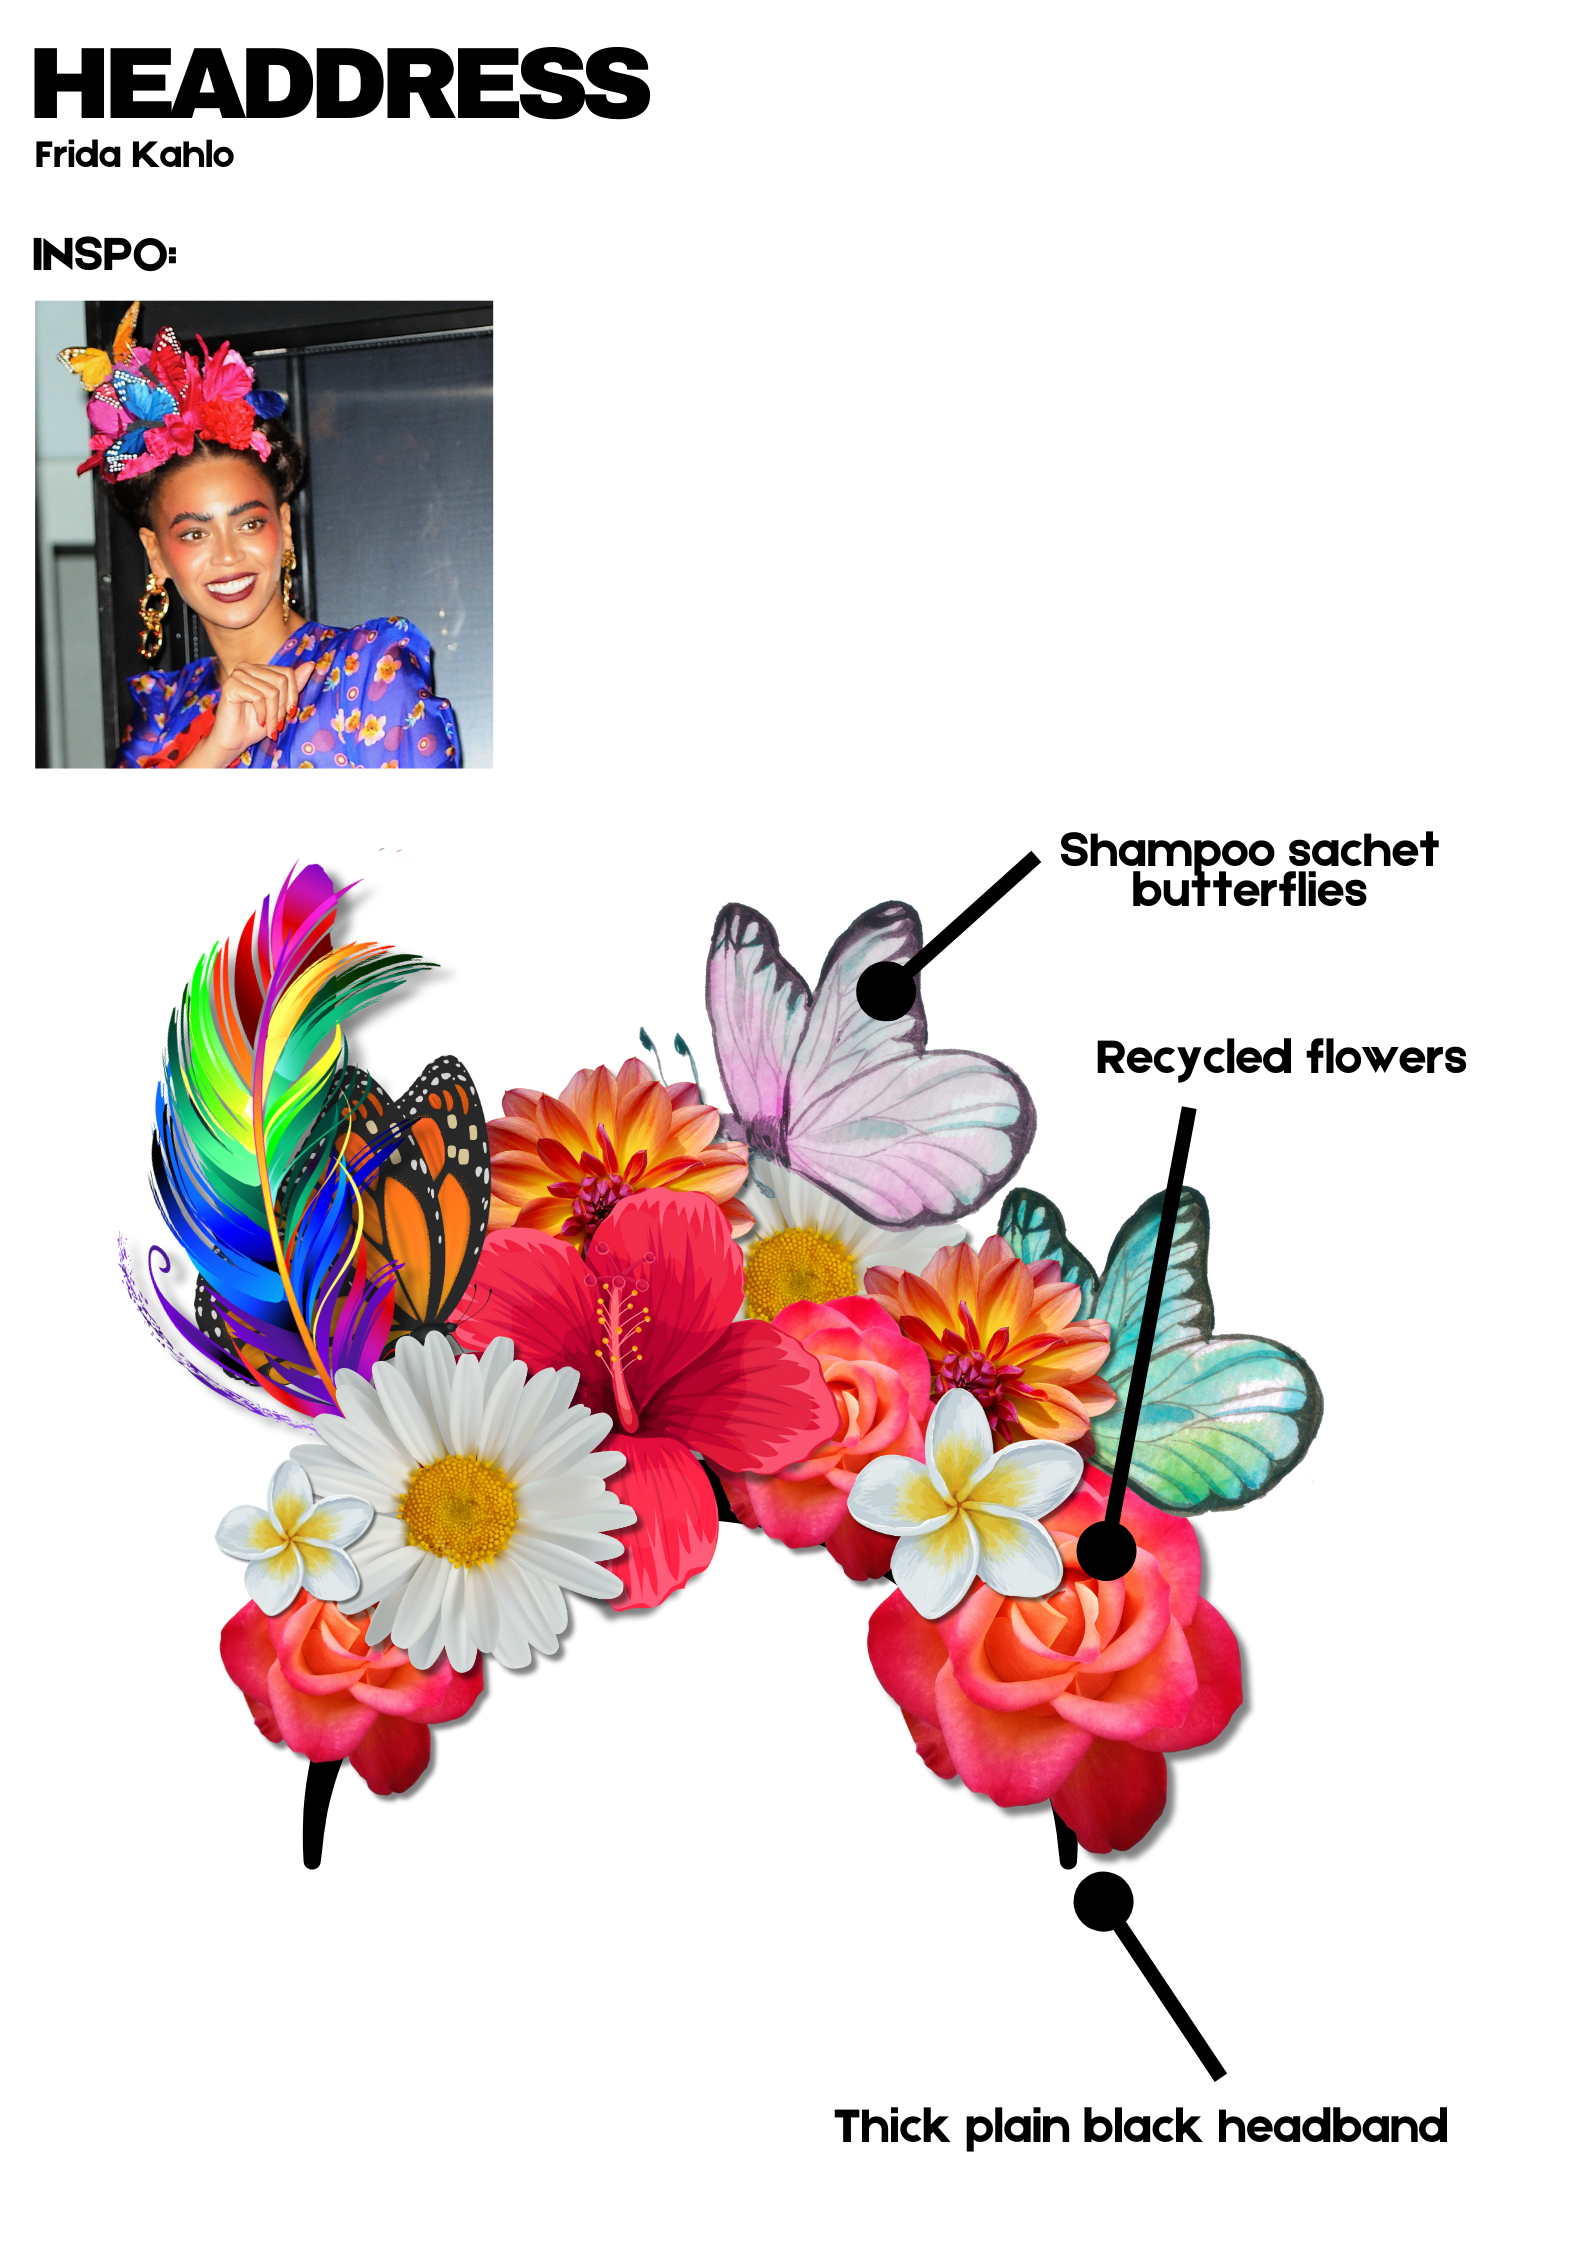 HEADDRESS
Frida Kahlo
INSPO:
Shampoo sachet
butterflies
Recycled flowers
Thick plain black headband